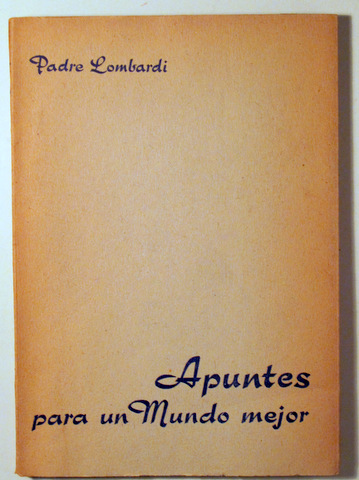 Padre Lombardi
Apuntes
para un Mundo mejor